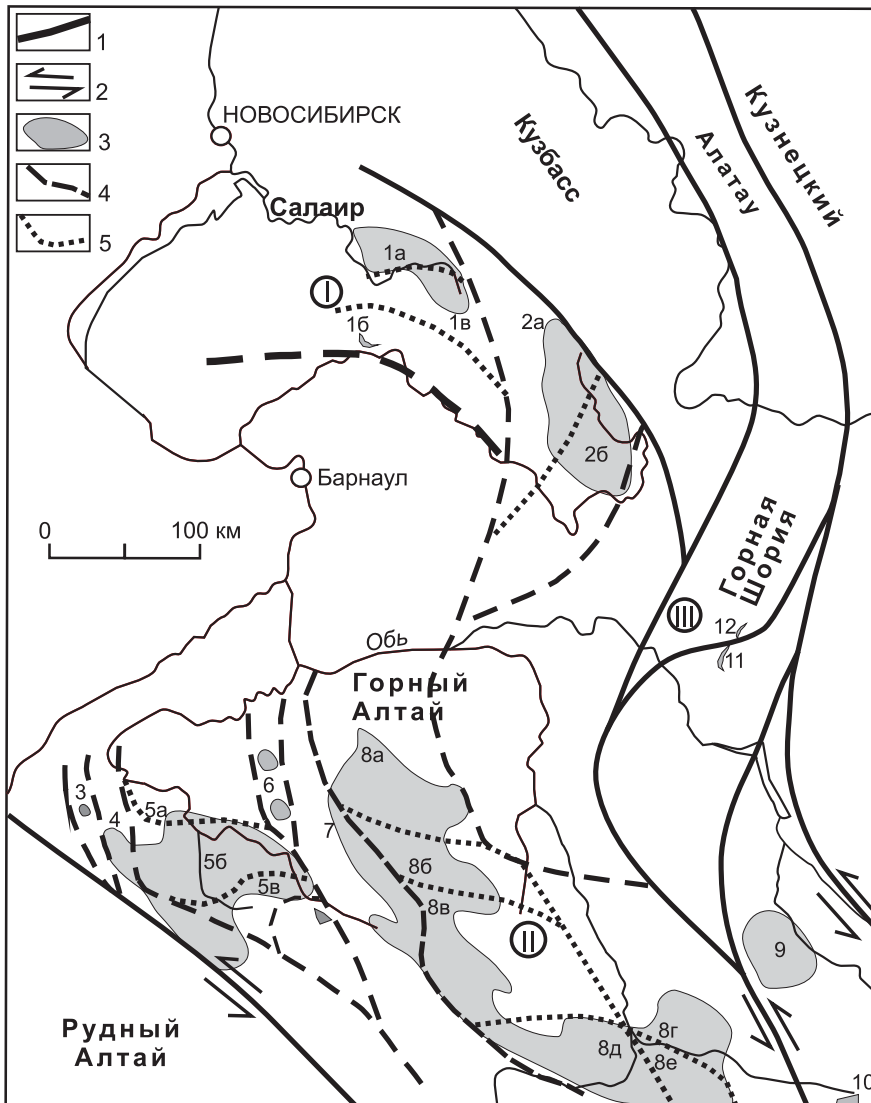 1
2
3
4
5
НОВОСИБИРСК
Салаир
Кузбасс
Алатау
Кузнецкий
1а
I
1б
1в
2а
2б
Барнаул
0 100 км
Горная
Шория
III
12
11
Обь
Горный
Алтай
8а
3
6
4
5а
7
5б
5в
8б
8в
II
9
Рудный
Алтай
8г
8д
8е
10